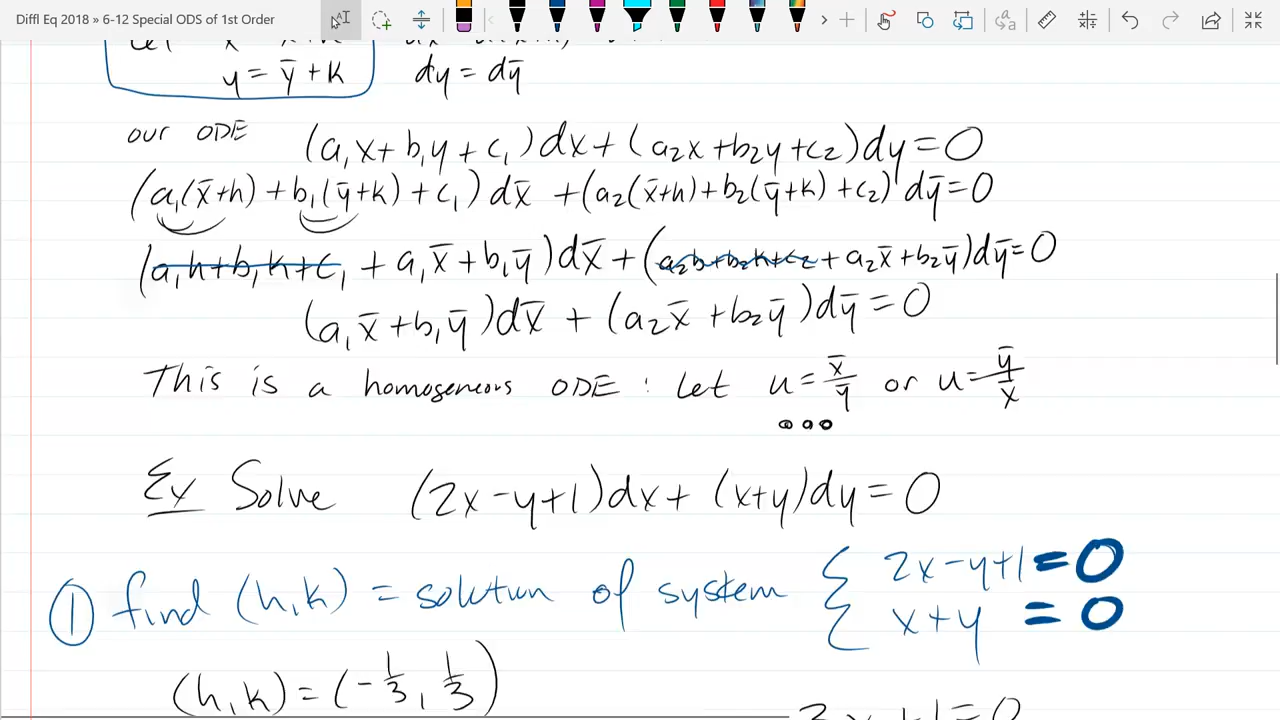 Diffl Eq 2018 » 6-12 Special ODS of 1st Order
y = ȳ + k    dy = dȳ
our ODE    (a₁x + b₁y + c₁)dx + (a₂x + b₂y + c₂)dy = 0
(a₁(x̄+h) + b₁(ȳ+k) + c₁)dx̄ + (a₂(x̄+h) + b₂(ȳ+k) + c₂)dȳ = 0
(a₁h + b₁k + c₁ + a₁x̄ + b₁ȳ)dx̄ + (a₂h + b₂k + c₂ + a₂x̄ + b₂ȳ)dȳ = 0
(a₁x̄ + b₁ȳ)dx̄ + (a₂x̄ + b₂ȳ)dȳ = 0
This is a homogeneous ODE : Let u = x̄/y or u = ȳ/x
...
Ex Solve (2x - y + 1)dx + (x + y)dy = 0
① find (h, k) = solution of system { 2x - y + 1 = 0
x + y = 0
(h, k) = (-1/3, 1/3)